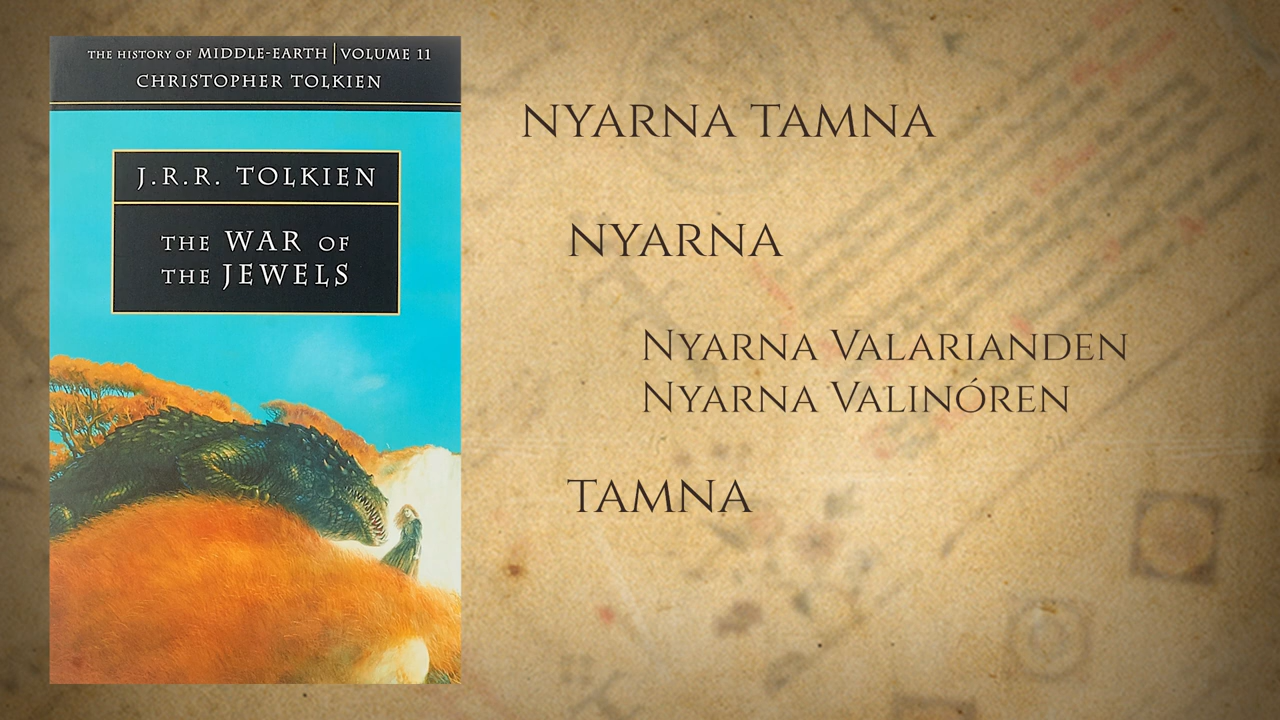 THE HISTORY OF MIDDLE-EARTH | VOLUME 11
CHRISTOPHER TOLKIEN
J.R.R. TOLKIEN
THE WAR OF
THE JEWELS
NYARNA TAMNA
NYARNA
NYARNA VALARIANDEN
NYARNA VALINÓREN
TAMNA